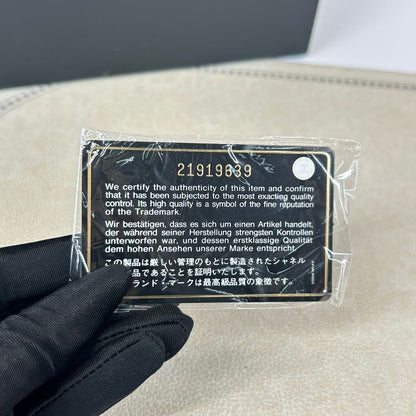 21919839
We certify the authenticity of this item and confirm
that it has been subjected to the most exacting quality
control. Its high quality is a symbol of the fine reputation
of the Trademark.
Wir bestätigen, dass es sich um einen Artikel handelt,
der während seiner Herstellung strengsten Kontrollen
unterworfen war, und dessen erstklassige Qualität
dem hohen Ansehen unserer Marke entspricht.
この製品は厳しい管理のもとに製造されたシャネル
品であることを証明いたします。
ランド・マークは最高級品質の象徴です。